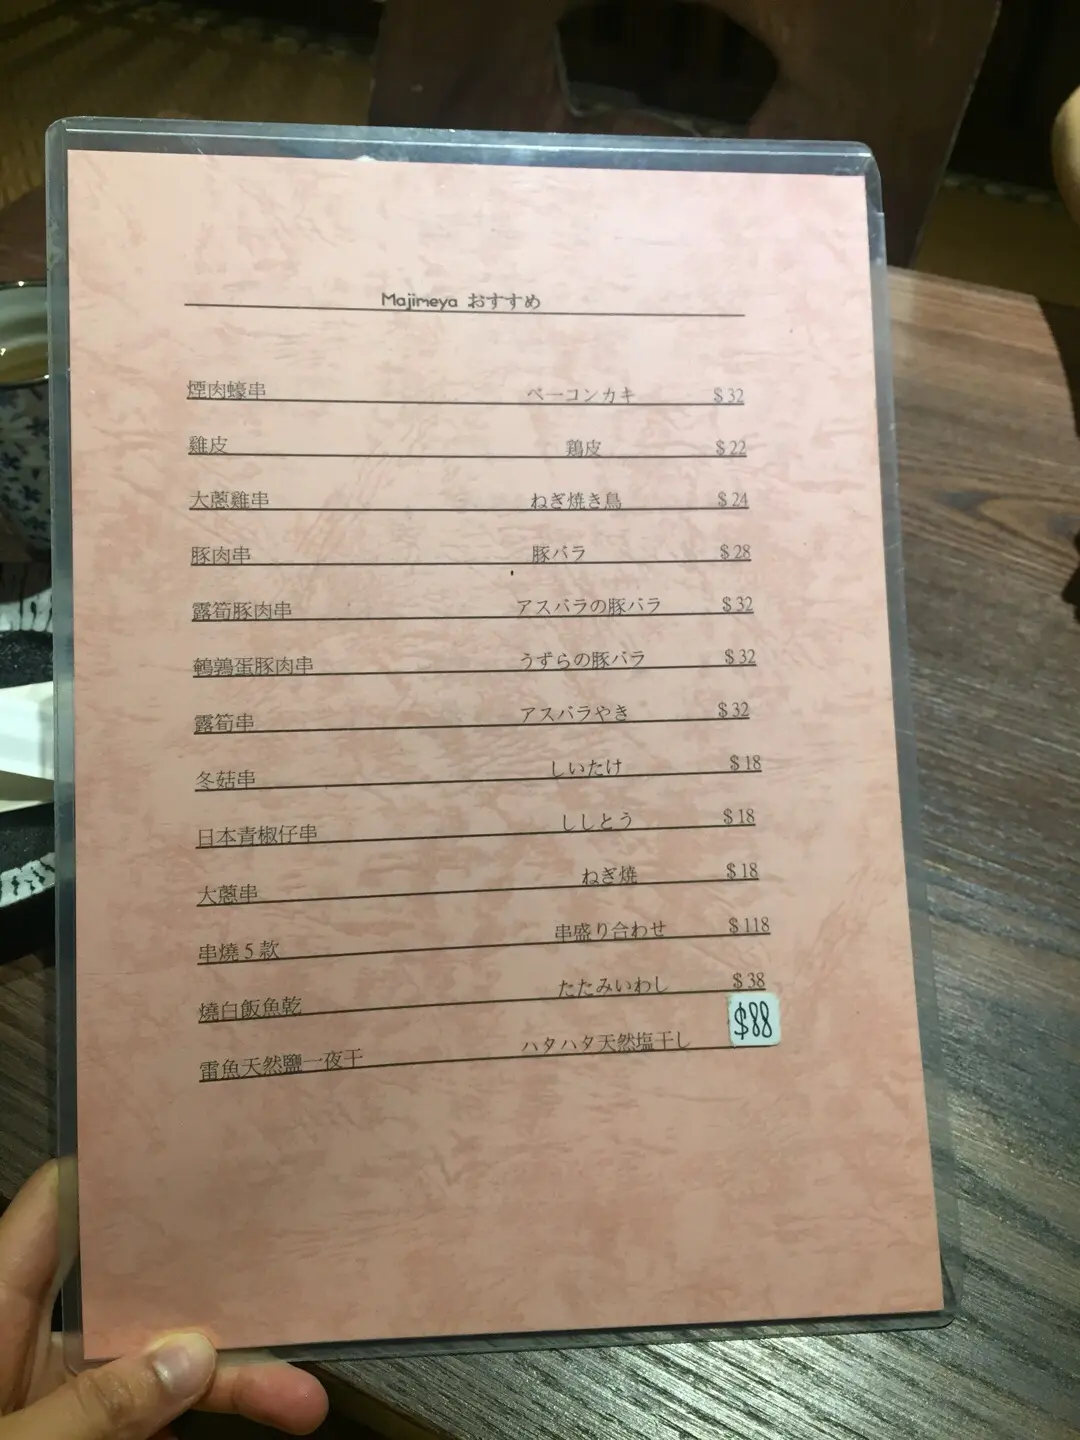 Majimeya おすすめ
煙肉蠔串 ベーコンカキ $32
雞皮 鶏皮 $22
大蔥雞串 ねぎ焼き鳥 $24
豚肉串 豚バラ $28
露筍豚肉串 アスバラの豚バラ $32
鵪鶉蛋豚肉串 うずらの豚バラ $32
露筍串 アスバラやき $32
冬菇串 しいたけ $18
日本青椒仔串 ししとう $18
大蔥串 ねぎ焼 $18
串燒5款 串盛り合わせ $118
燒白飯魚乾 たたみいわし $38
雷魚天然鹽一夜干 ハタハタ天然塩干し $88